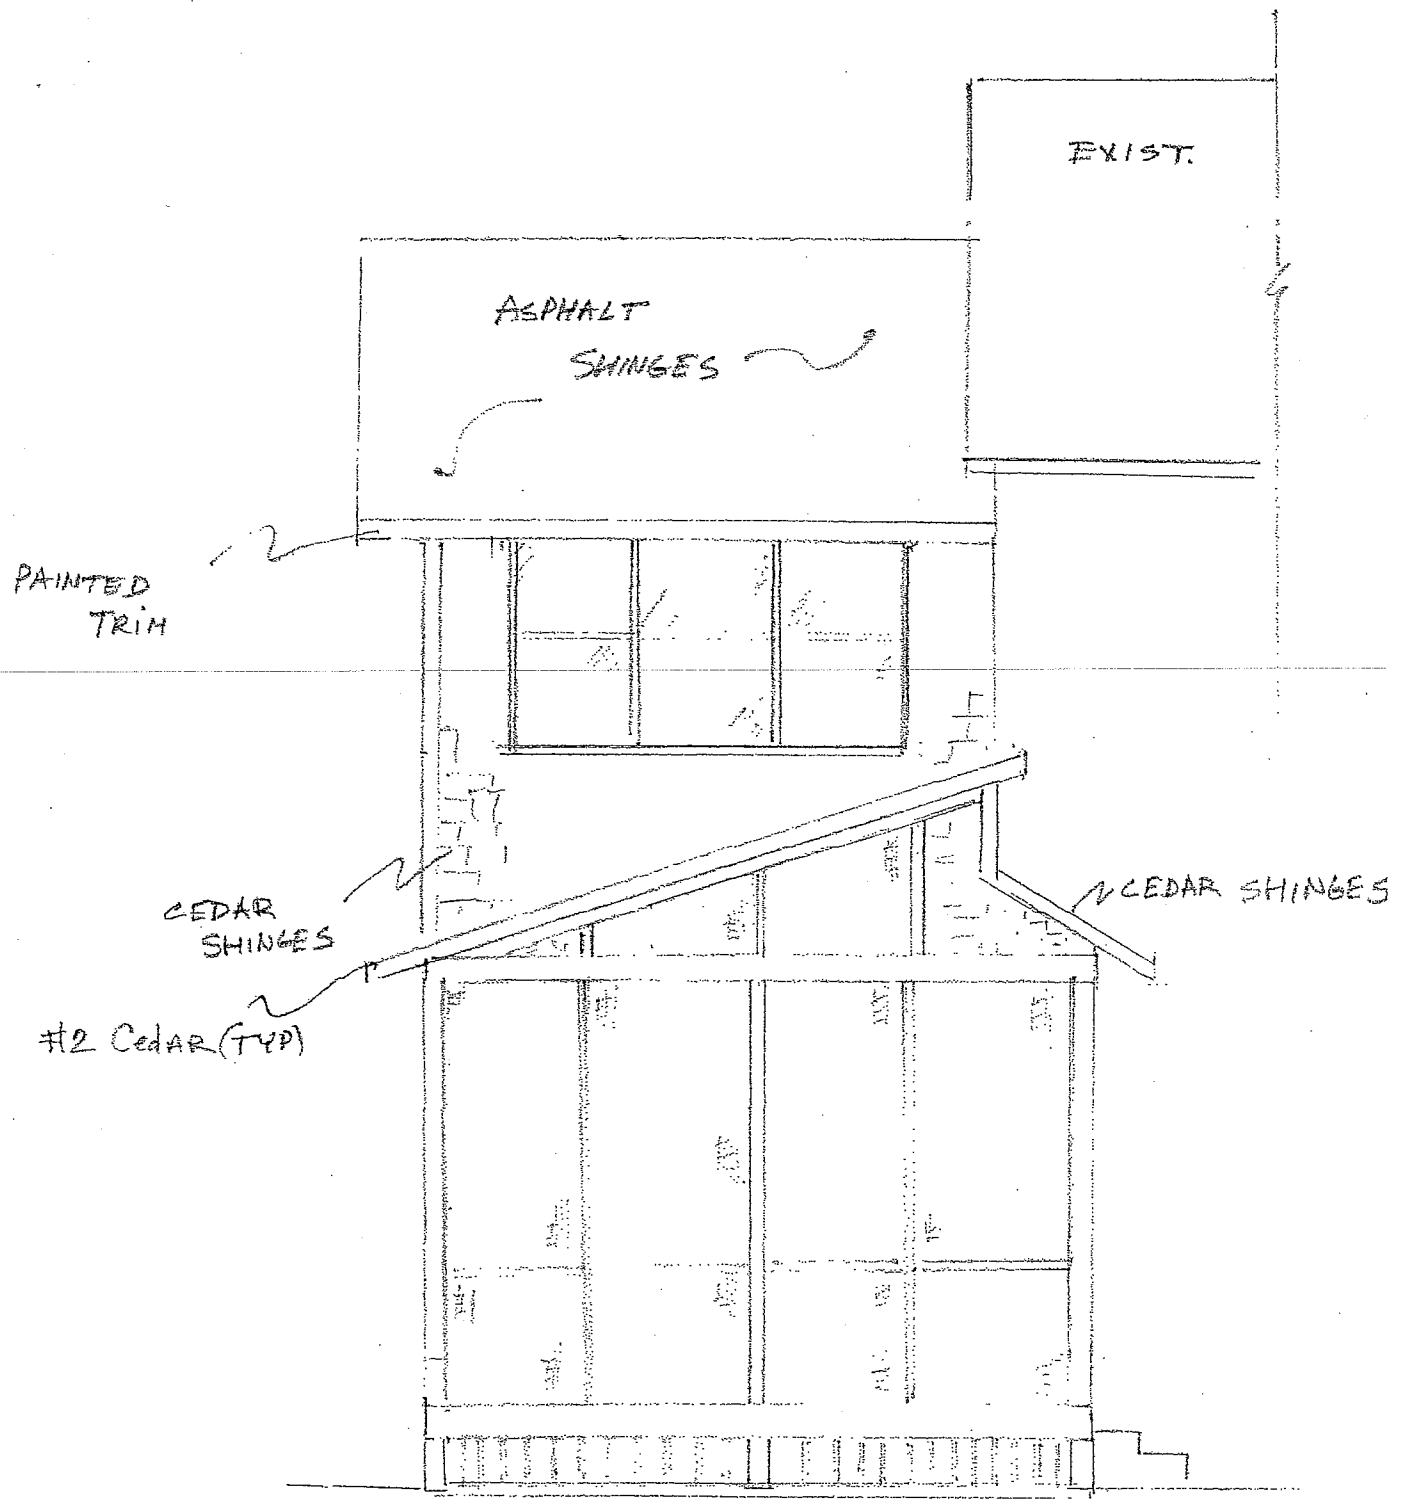 EXIST.
ASPHALT
SHINGES
PAINTED
TRIM
CEDAR
SHINGES
CEDAR SHINGES
#2 CedAR (TYP)